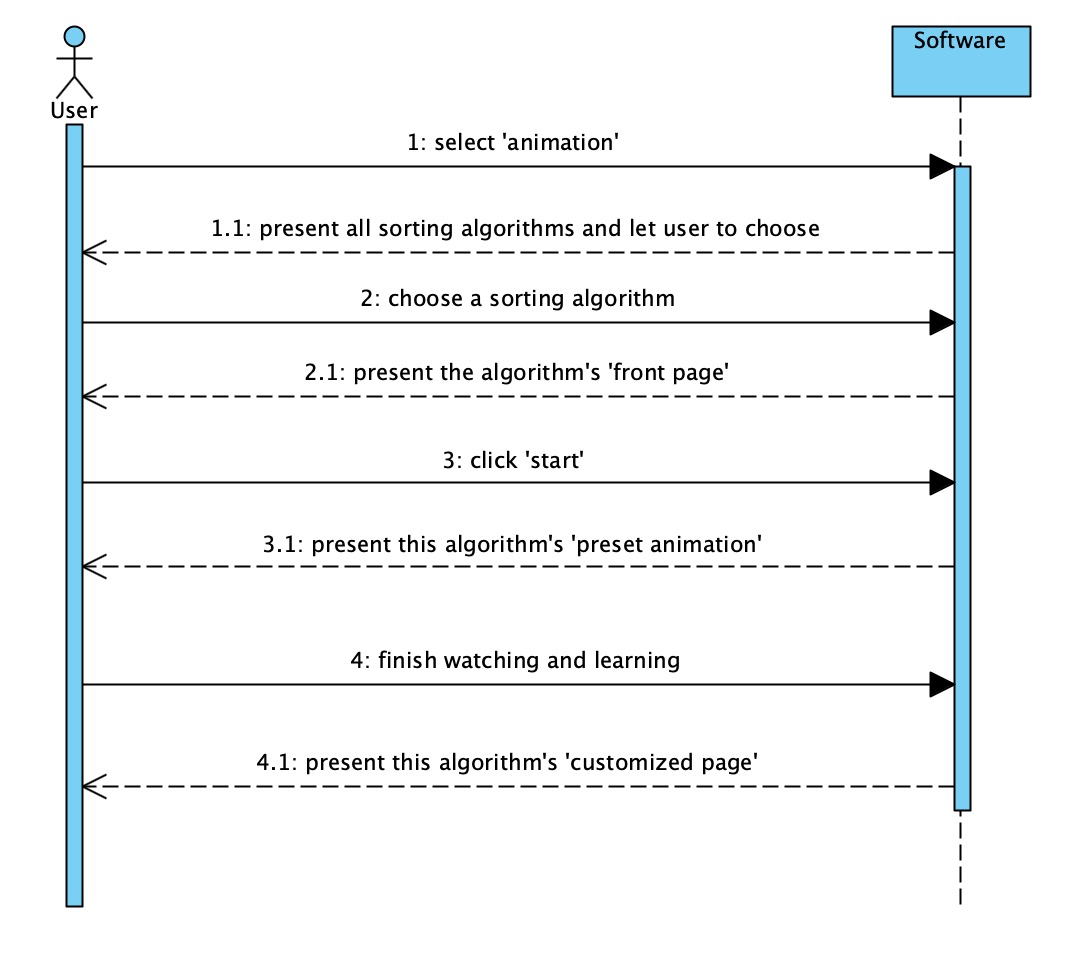 User
Software
1: select 'animation'
1.1: present all sorting algorithms and let user to choose
2: choose a sorting algorithm
2.1: present the algorithm's 'front page'
3: click 'start'
3.1: present this algorithm's 'preset animation'
4: finish watching and learning
4.1: present this algorithm's 'customized page'